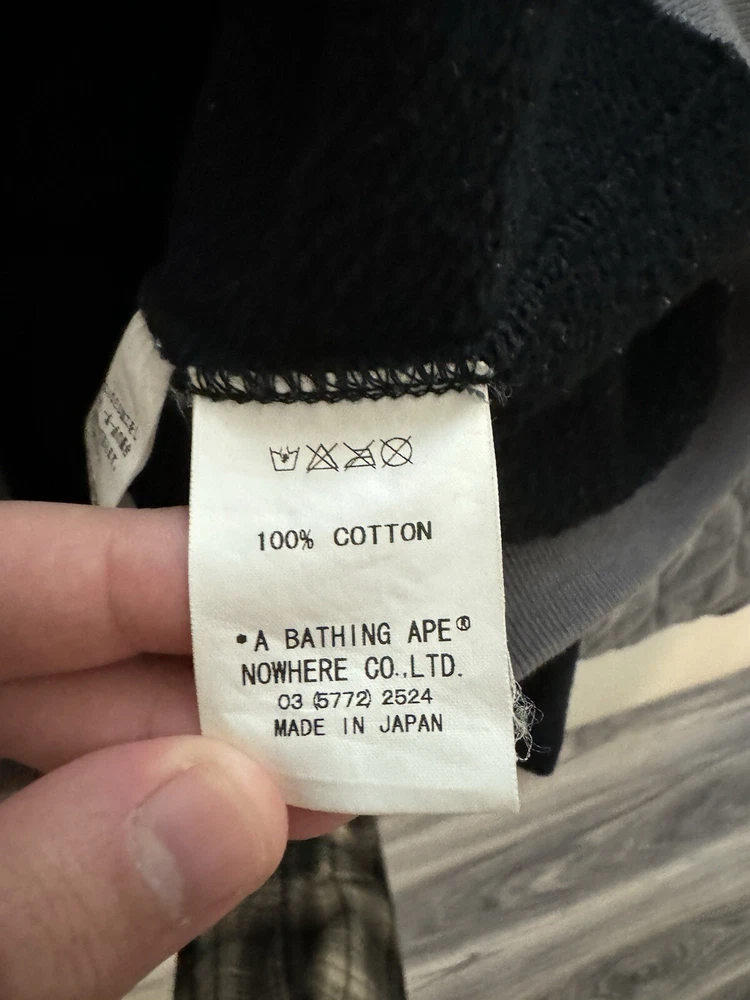 100% COTTON
•A BATHING APE®
NOWHERE CO.,LTD.
03 (5772) 2524
MADE IN JAPAN